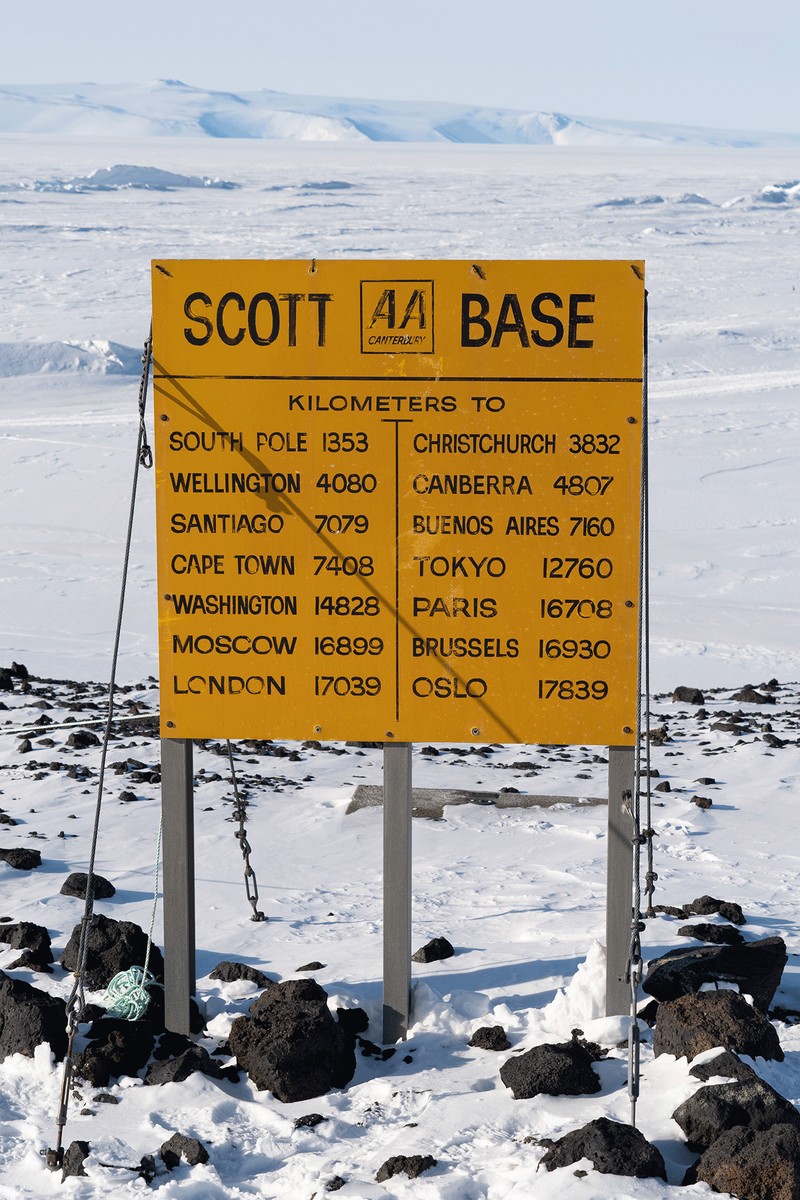 SCOTT AA BASE
CANTERBURY
KILOMETERS TO
SOUTH POLE 1353
WELLINGTON 4080
SANTIAGO 7079
CAPE TOWN 7408
WASHINGTON 14828
MOSCOW 16899
LONDON 17039
CHRISTCHURCH 3832
CANBERRA 4807
BUENOS AIRES 7160
TOKYO 12760
PARIS 16708
BRUSSELS 16930
OSLO 17839